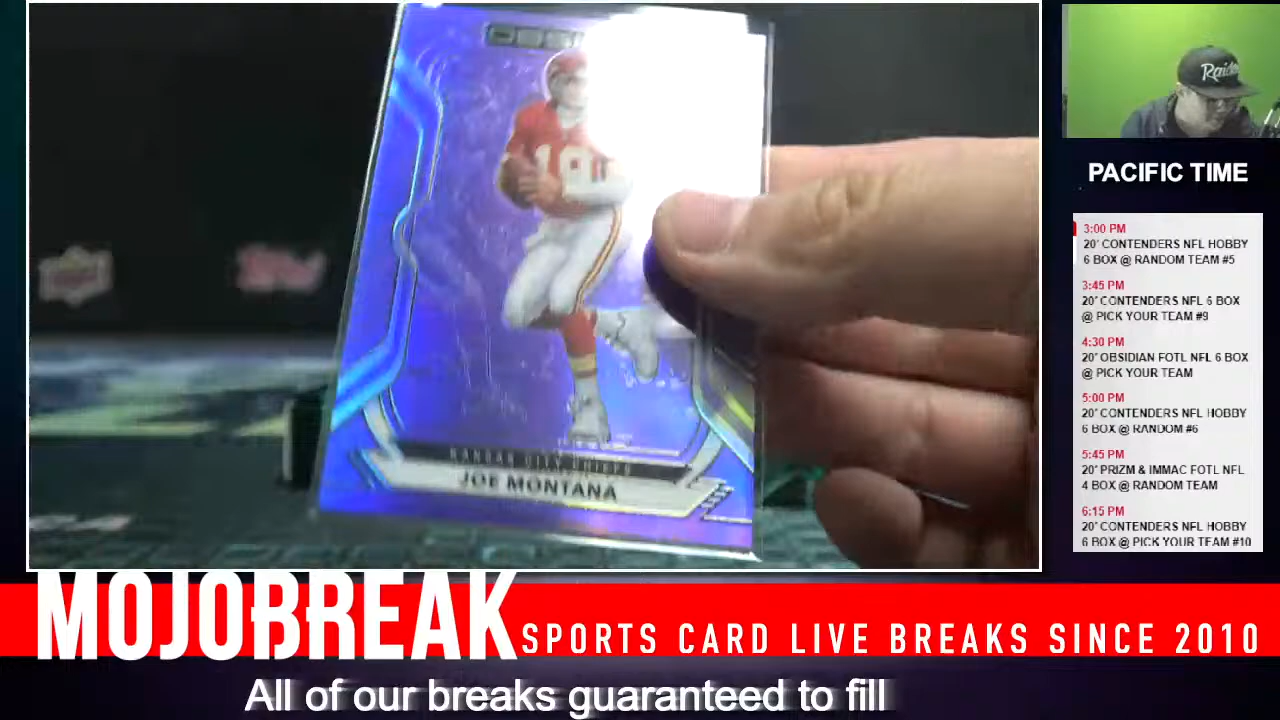 19
KANSAS CITY CHIEFS
JOE MONTANA
Raiders
PACIFIC TIME
3:00 PM
20' CONTENDERS NFL HOBBY
6 BOX @ RANDOM TEAM #5
3:45 PM
20' CONTENDERS NFL 6 BOX
@ PICK YOUR TEAM #9
4:30 PM
20' OBSIDIAN FOTL NFL 6 BOX
@ PICK YOUR TEAM
5:00 PM
20' CONTENDERS NFL HOBBY
6 BOX @ RANDOM #6
5:45 PM
20' PRIZM & IMMAC FOTL NFL
4 BOX @ RANDOM TEAM
6:15 PM
20' CONTENDERS NFL HOBBY
6 BOX @ PICK YOUR TEAM #10
MOJOBREAK
SPORTS CARD LIVE BREAKS SINCE 2010
All of our breaks guaranteed to fill